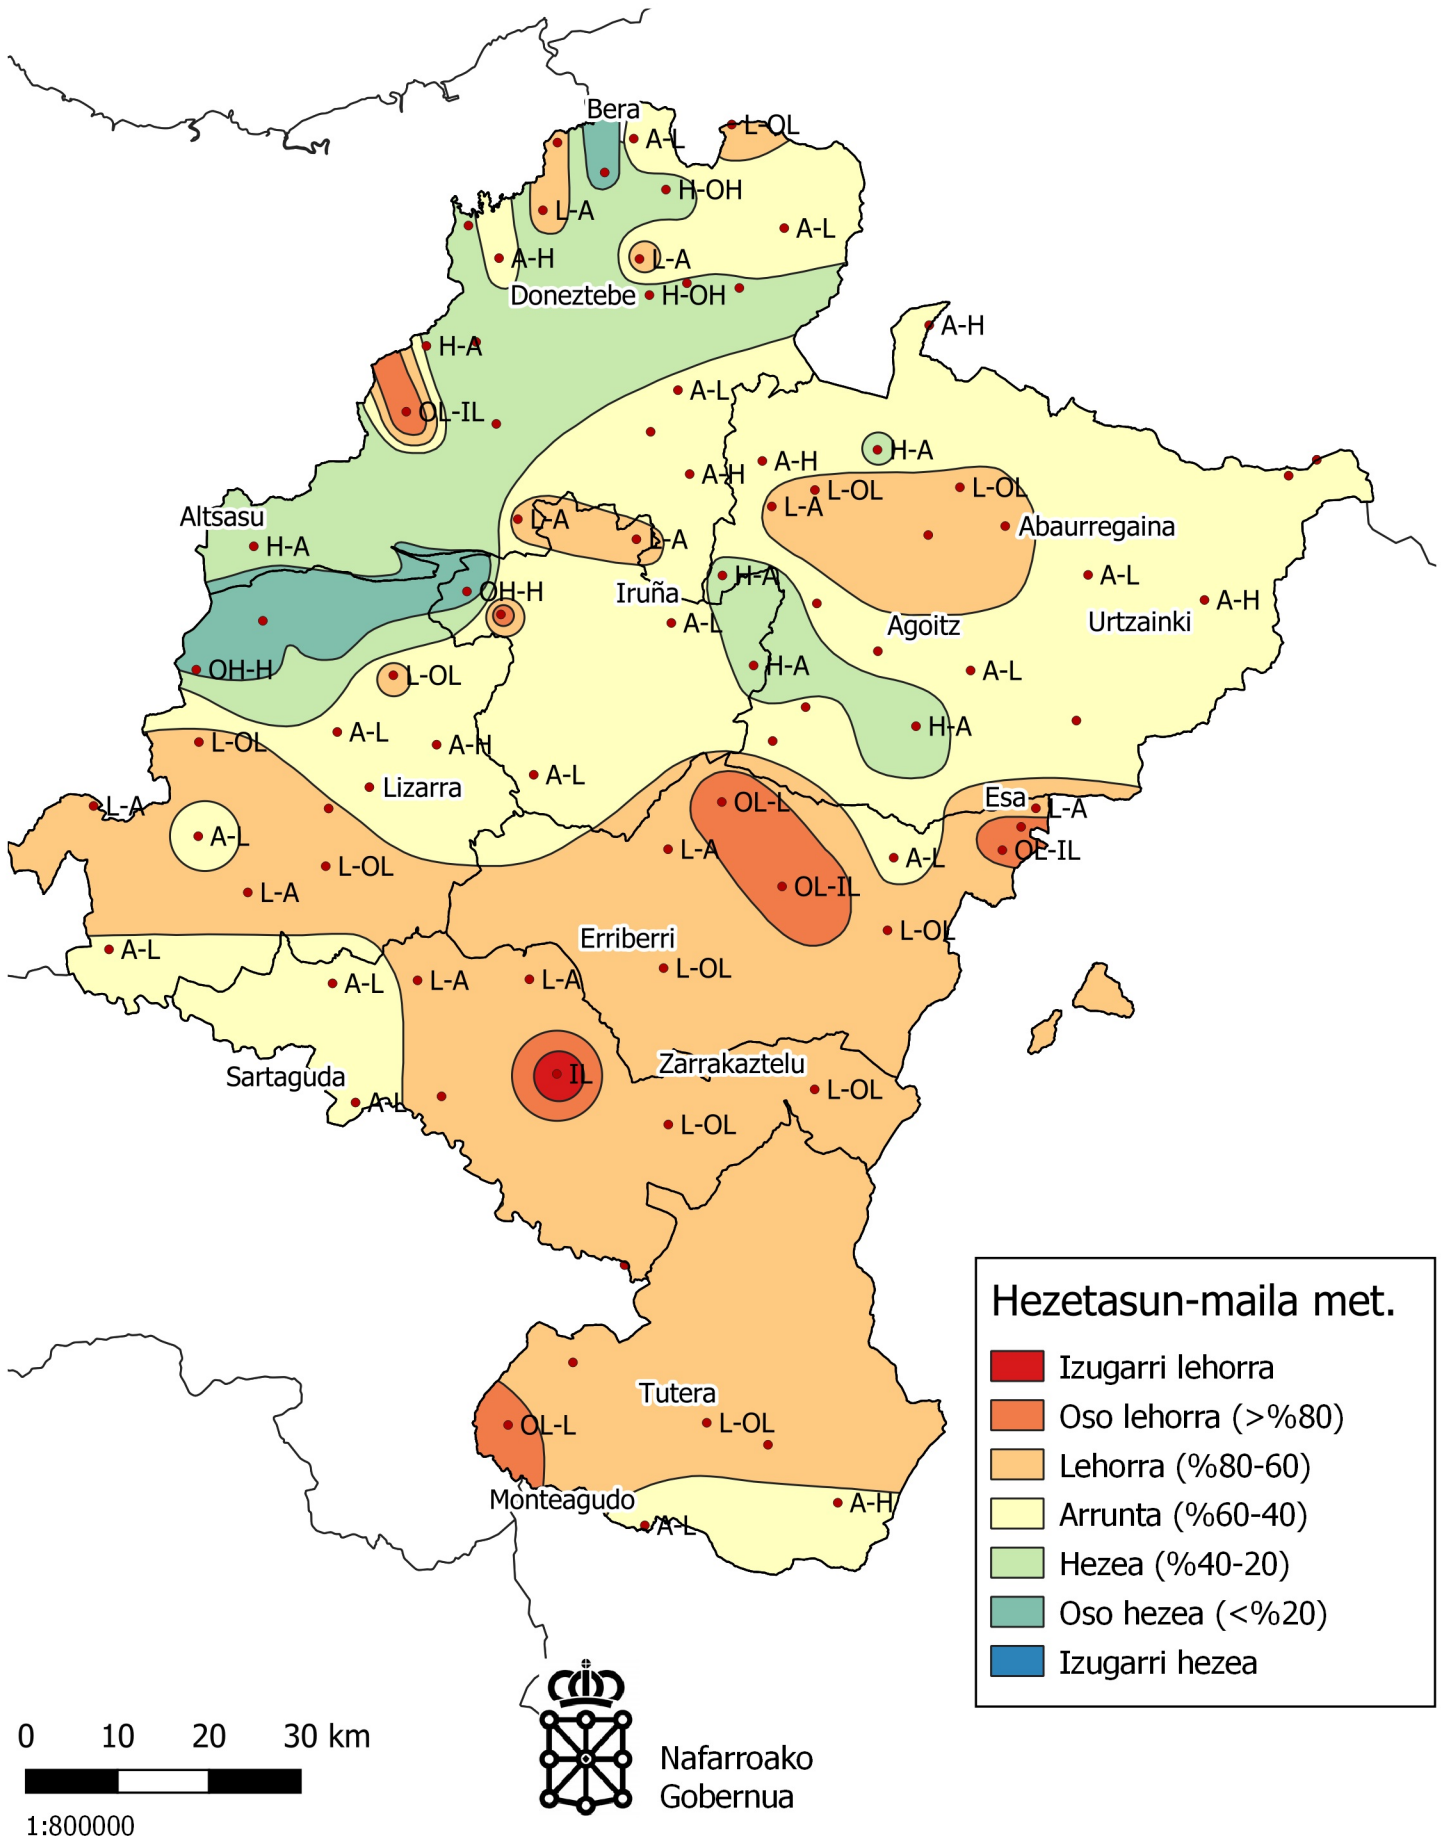 Bera
A-L
L-OL
H-OH
L-A
A-L
A-H
L-A
Doneztebe
H-OH
A-H
H-A
A-L
OL-IL
H-A
A-H
A-H
L-OL
L-OL
L-A
Altsasu
L-A
Abaurregaina
L-A
H-A
H-A
A-L
OH-H
Iruña
A-H
A-L
Agoitz
Urtzainki
OH-H
H-A
A-L
L-OL
H-A
A-L
L-OL
A-H
A-L
Lizarra
Esa
OL-L
L-A
L-A
A-L
L-A
OL-IL
A-L
L-OL
OL-IL
L-A
L-OL
Erriberri
A-L
L-OL
A-L
L-A
L-A
Zarrakaztelu
Sartaguda
IL
L-OL
A-L
L-OL
Tutera
OL-L
L-OL
Monteagudo
A-H
A-L
Hezetasun-maila met.
Izugarri lehorra
Oso lehorra (>%80)
Lehorra (%80-60)
Arrunta (%60-40)
Hezea (%40-20)
Oso hezea (<%20)
Izugarri hezea
0 10 20 30 km
1:800000
Nafarroako
Gobernua